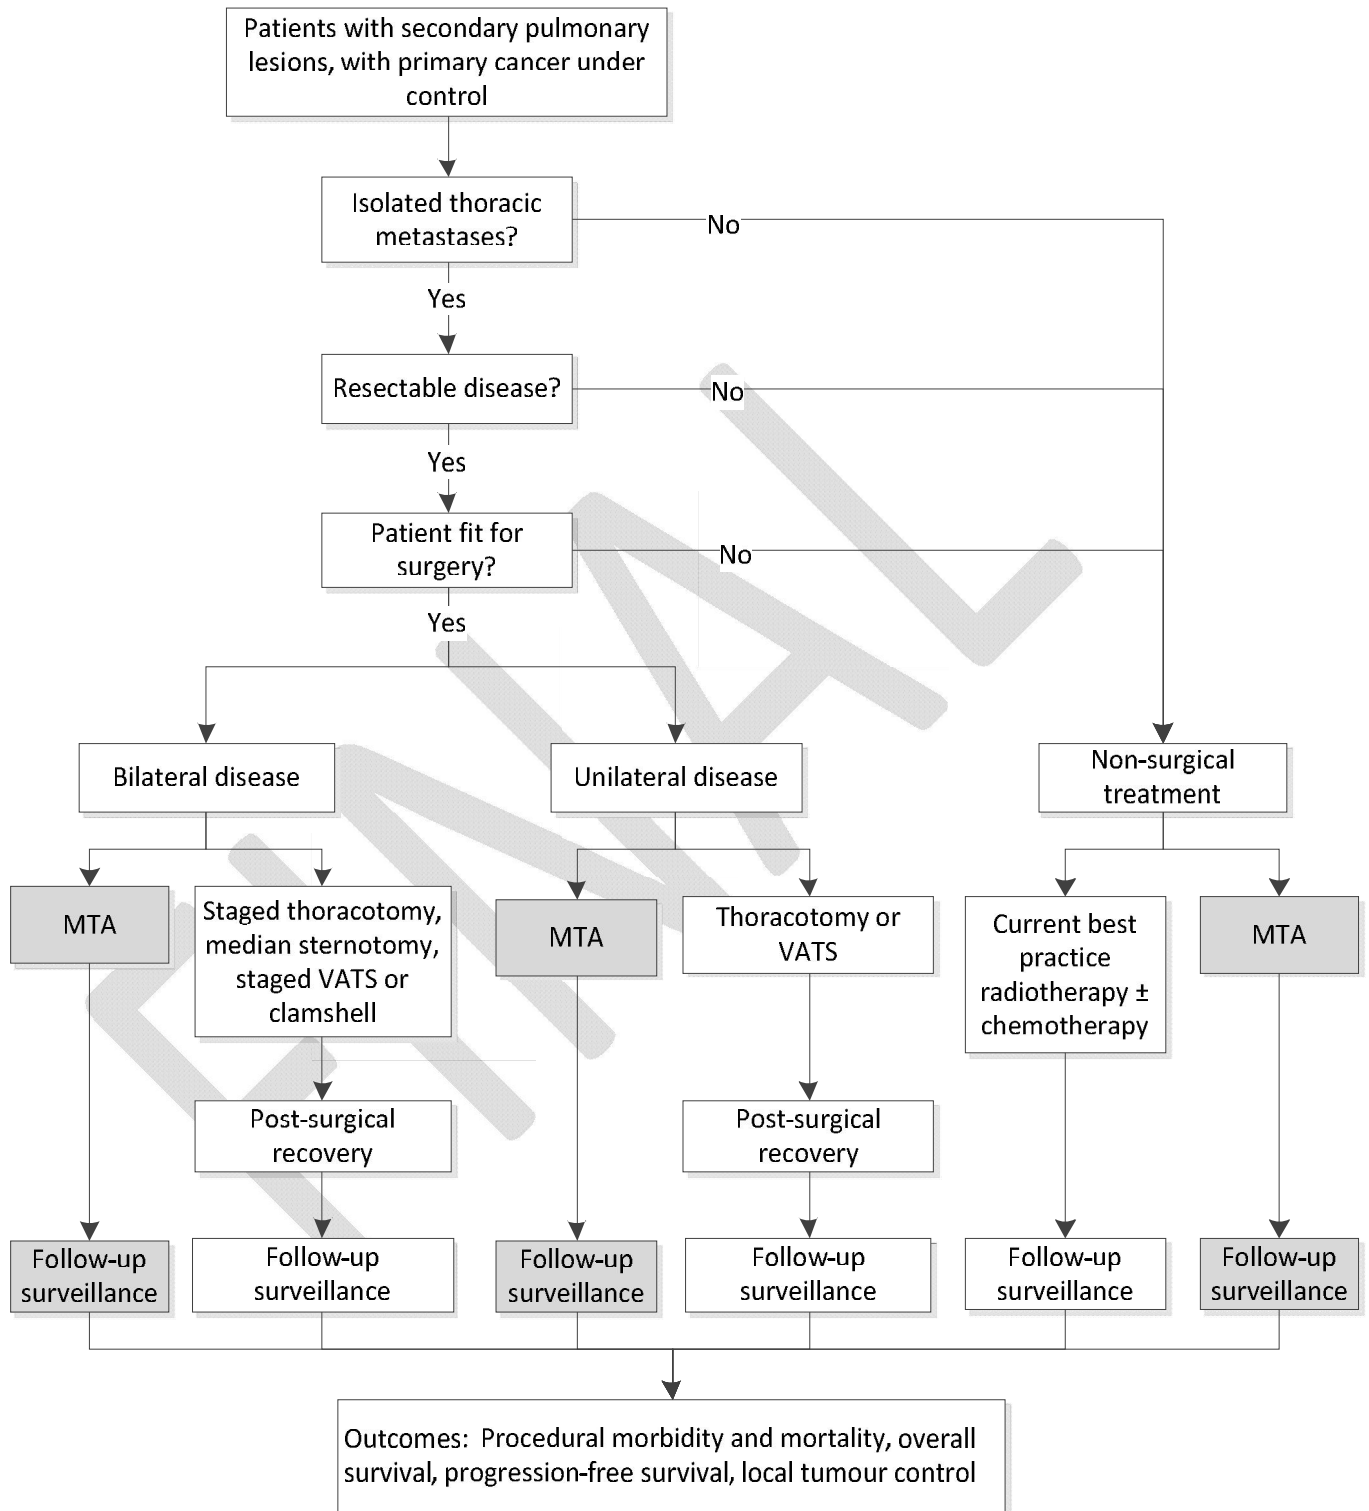 Patients with secondary pulmonary
lesions, with primary cancer under
control
Isolated thoracic
metastases?
No
Yes
Resectable disease?
No
Yes
Patient fit for
surgery?
No
Yes
Bilateral disease
Unilateral disease
Non-surgical
treatment
MTA
Staged thoracotomy,
median sternotomy,
staged VATS or
clamshell
MTA
Thoracotomy or
VATS
Current best
practice
radiotherapy ±
chemotherapy
MTA
Post-surgical
recovery
Post-surgical
recovery
Follow-up
surveillance
Follow-up
surveillance
Follow-up
surveillance
Follow-up
surveillance
Follow-up
surveillance
Follow-up
surveillance
Outcomes: Procedural morbidity and mortality, overall
survival, progression-free survival, local tumour control
FINAL